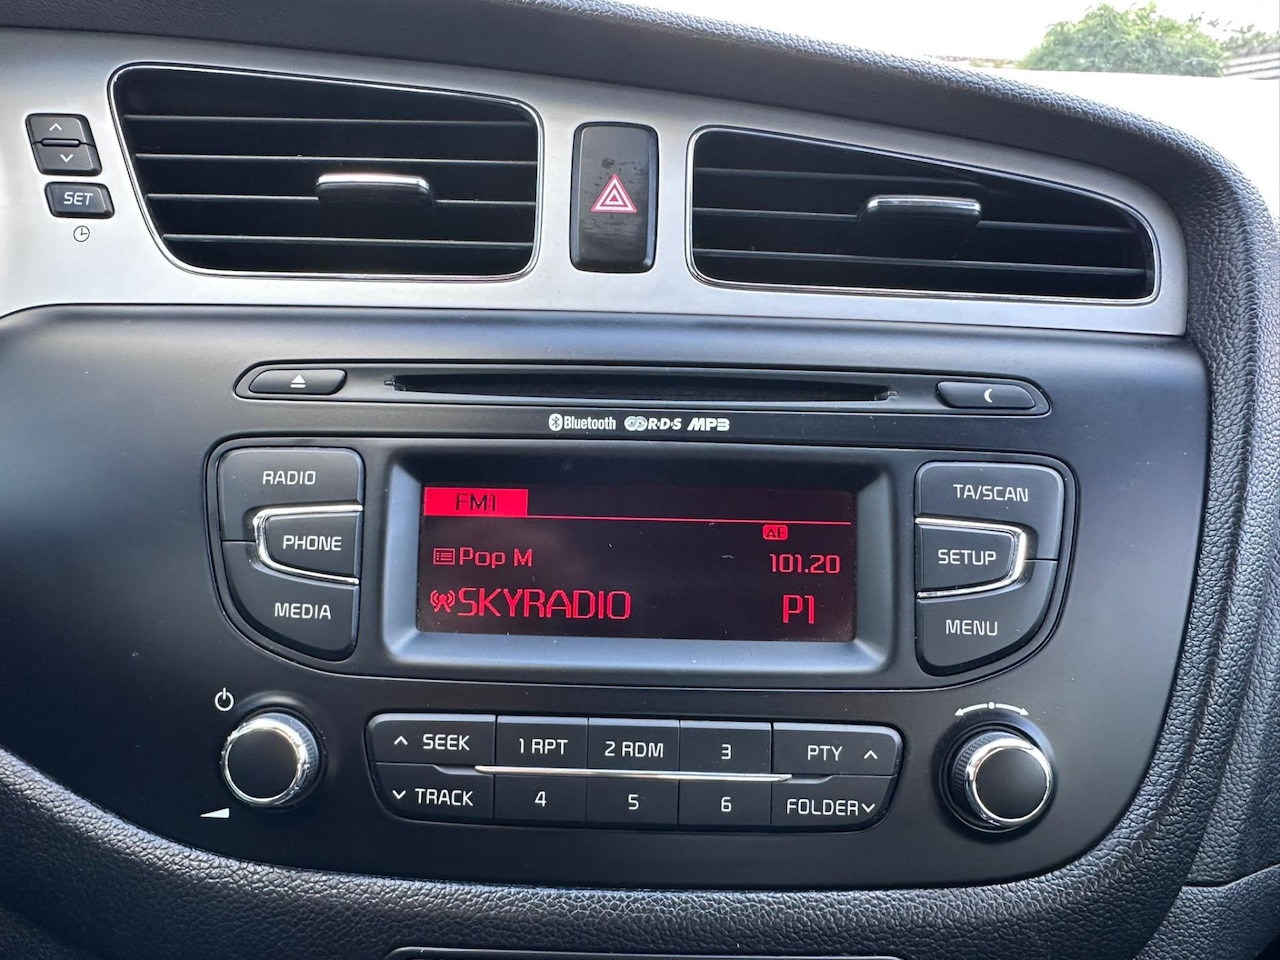 SET
Bluetooth R·D·S MP3
RADIO
PHONE
MEDIA
FM1
AF
Pop M 101.20
SKYRADIO P1
TA/SCAN
SETUP
MENU
SEEK 1 RPT 2 RDM 3 PTY
TRACK 4 5 6 FOLDER